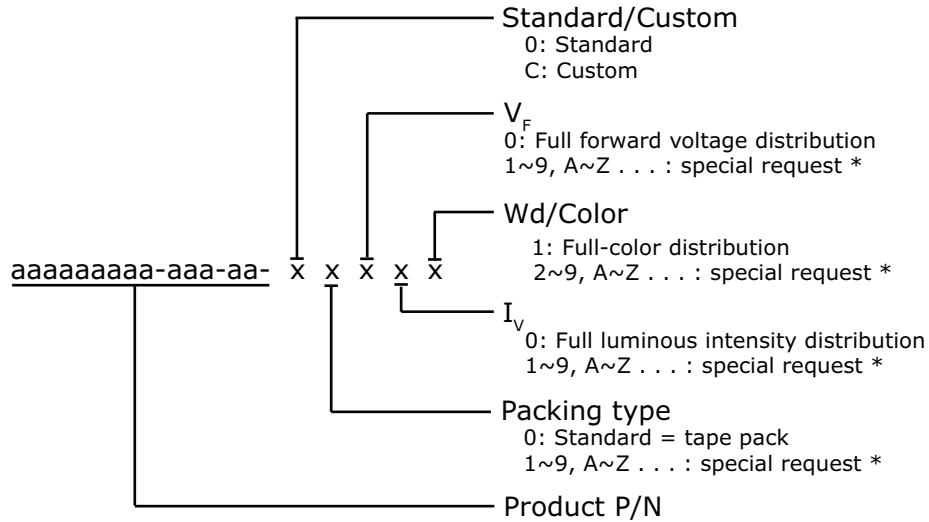 Standard/Custom
0: Standard
C: Custom
VF
0: Full forward voltage distribution
1~9, A~Z . . . : special request *
Wd/Color
1: Full-color distribution
2~9, A~Z . . . : special request *
aaaaaaaaa-aaa-aa- x x x x x
IV
0: Full luminous intensity distribution
1~9, A~Z . . . : special request *
Packing type
0: Standard = tape pack
1~9, A~Z . . . : special request *
Product P/N